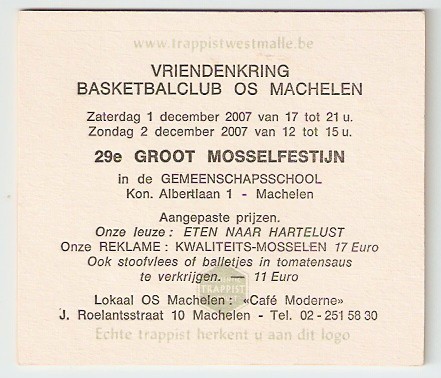 www.trappistwestmalle.be
VRIENDENKRING
BASKETBALCLUB OS MACHELEN
Zaterdag 1 december 2007 van 17 tot 21 u.
Zondag 2 december 2007 van 12 tot 15 u.
29e GROOT MOSSELFESTIJN
in de GEMEENSCHAPSSCHOOL
Kon. Albertlaan 1 - Machelen
Aangepaste prijzen.
Onze leuze : ETEN NAAR HARTELUST
Onze REKLAME : KWALITEITS-MOSSELEN 17 Euro
Ook stoofvlees of balletjes in tomatensaus
te verkrijgen. — 11 Euro
TRAPPIST
Lokaal OS Machelen : «Café Moderne»
J. Roelantsstraat 10 Machelen - Tel. 02 - 251 58 30
Echte trappist herkent u aan dit logo